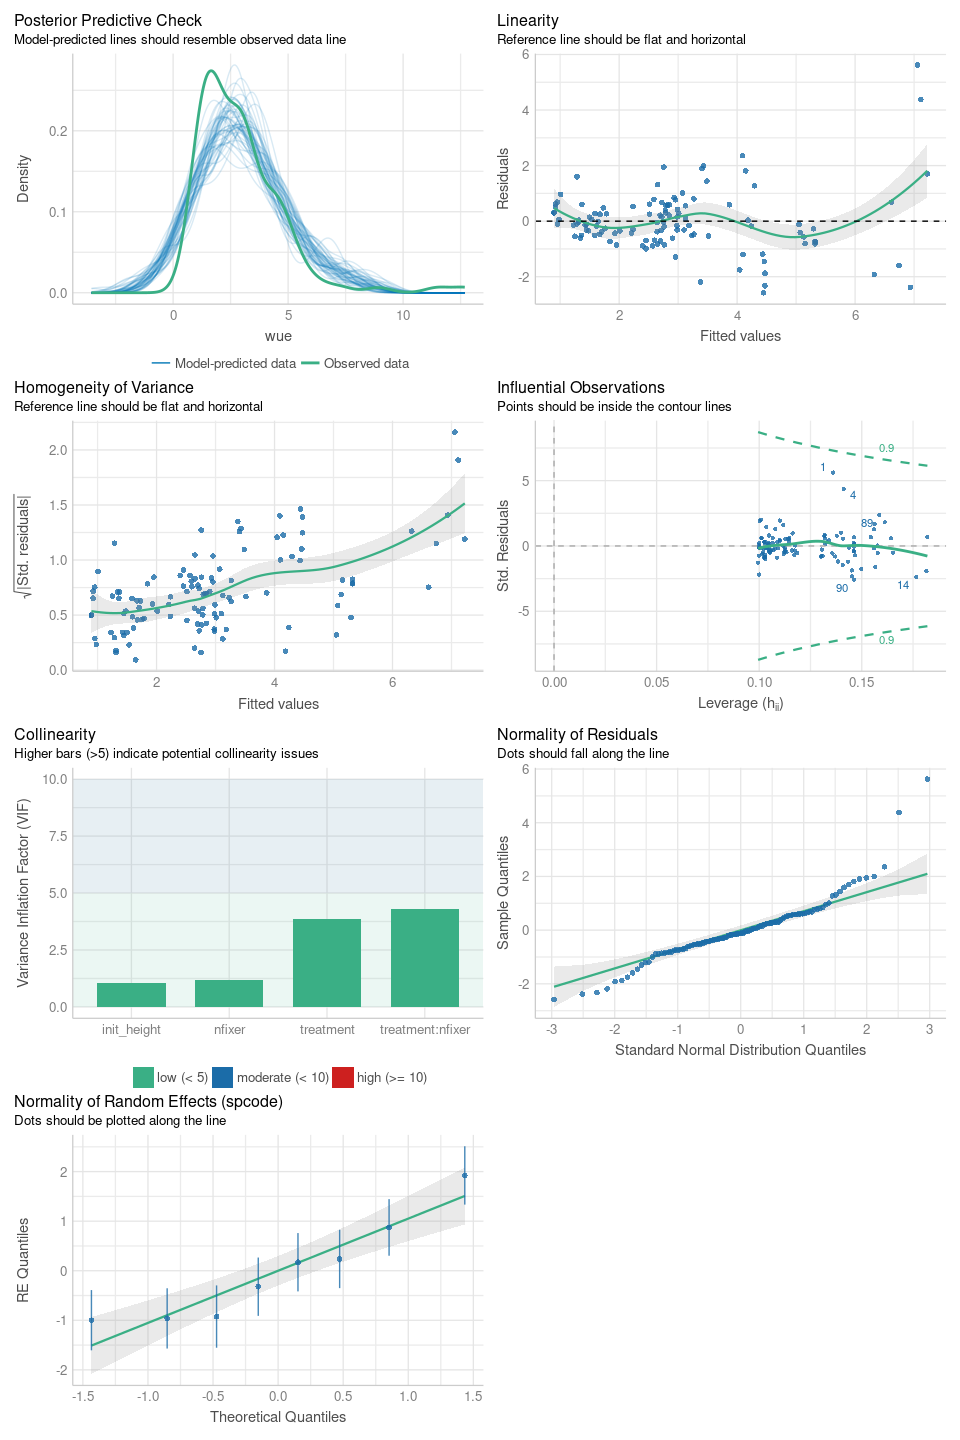 Posterior Predictive Check
Model-predicted lines should resemble observed data line
Density
0.2
0.1
0.0
0
5
10
wue
Model-predicted data
Observed data
Linearity
Reference line should be flat and horizontal
Residuals
6
4
2
0
-2
2
4
6
Fitted values
Homogeneity of Variance
Reference line should be flat and horizontal
√|Std. residuals|
2.0
1.5
1.0
0.5
0.0
2
4
6
Fitted values
Influential Observations
Points should be inside the contour lines
Std. Residuals
5
0
-5
0.9
1
4
89
90
14
0.9
0.00
0.05
0.10
0.15
Leverage (hii)
Collinearity
Higher bars (>5) indicate potential collinearity issues
Variance Inflation Factor (VIF)
10.0
7.5
5.0
2.5
0.0
init_height
nfixer
treatment
treatment:nfixer
low (< 5)
moderate (< 10)
high (>= 10)
Normality of Residuals
Dots should fall along the line
Sample Quantiles
6
4
2
0
-2
-3
-2
-1
0
1
2
3
Standard Normal Distribution Quantiles
Normality of Random Effects (spcode)
Dots should be plotted along the line
RE Quantiles
2
1
0
-1
-2
-1.5
-1.0
-0.5
0.0
0.5
1.0
1.5
Theoretical Quantiles